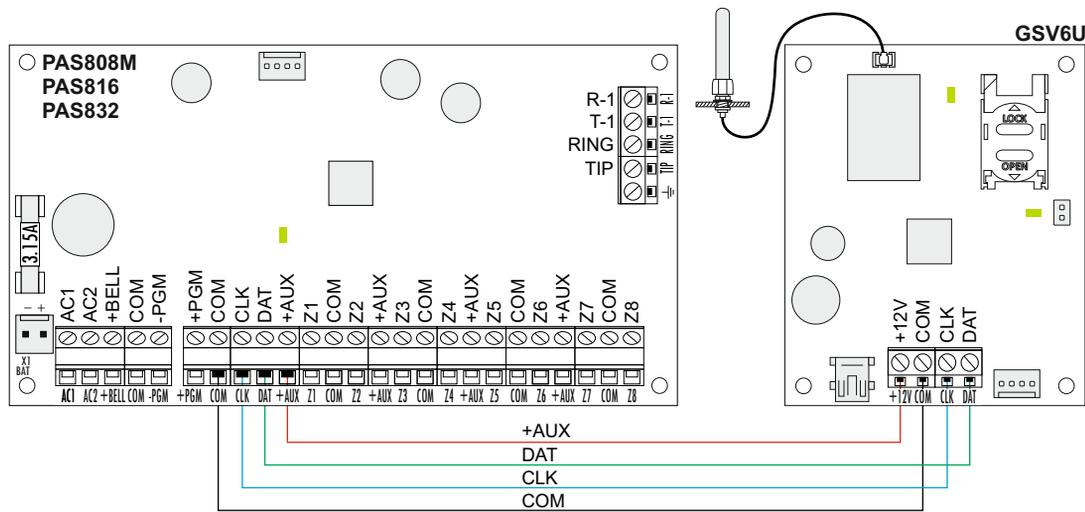 PAS808M
PAS816
PAS832
GSV6U
R-1 R-1
T-1 T-1
RING RING
TIP TIP
LOCK
OPEN
3.15A
- +
X1
BAT
AC1 AC2 +BELL COM -PGM +PGM COM CLK DAT +AUX Z1 COM Z2 +AUX Z3 COM Z4 +AUX Z5 COM Z6 +AUX Z7 COM Z8
AC1 AC2 +BELL COM -PGM +PGM COM CLK DAT +AUX Z1 COM Z2 +AUX Z3 COM Z4 +AUX Z5 COM Z6 +AUX Z7 COM Z8
+12V COM CLK DAT
+12V COM CLK DAT
+AUX
DAT
CLK
COM